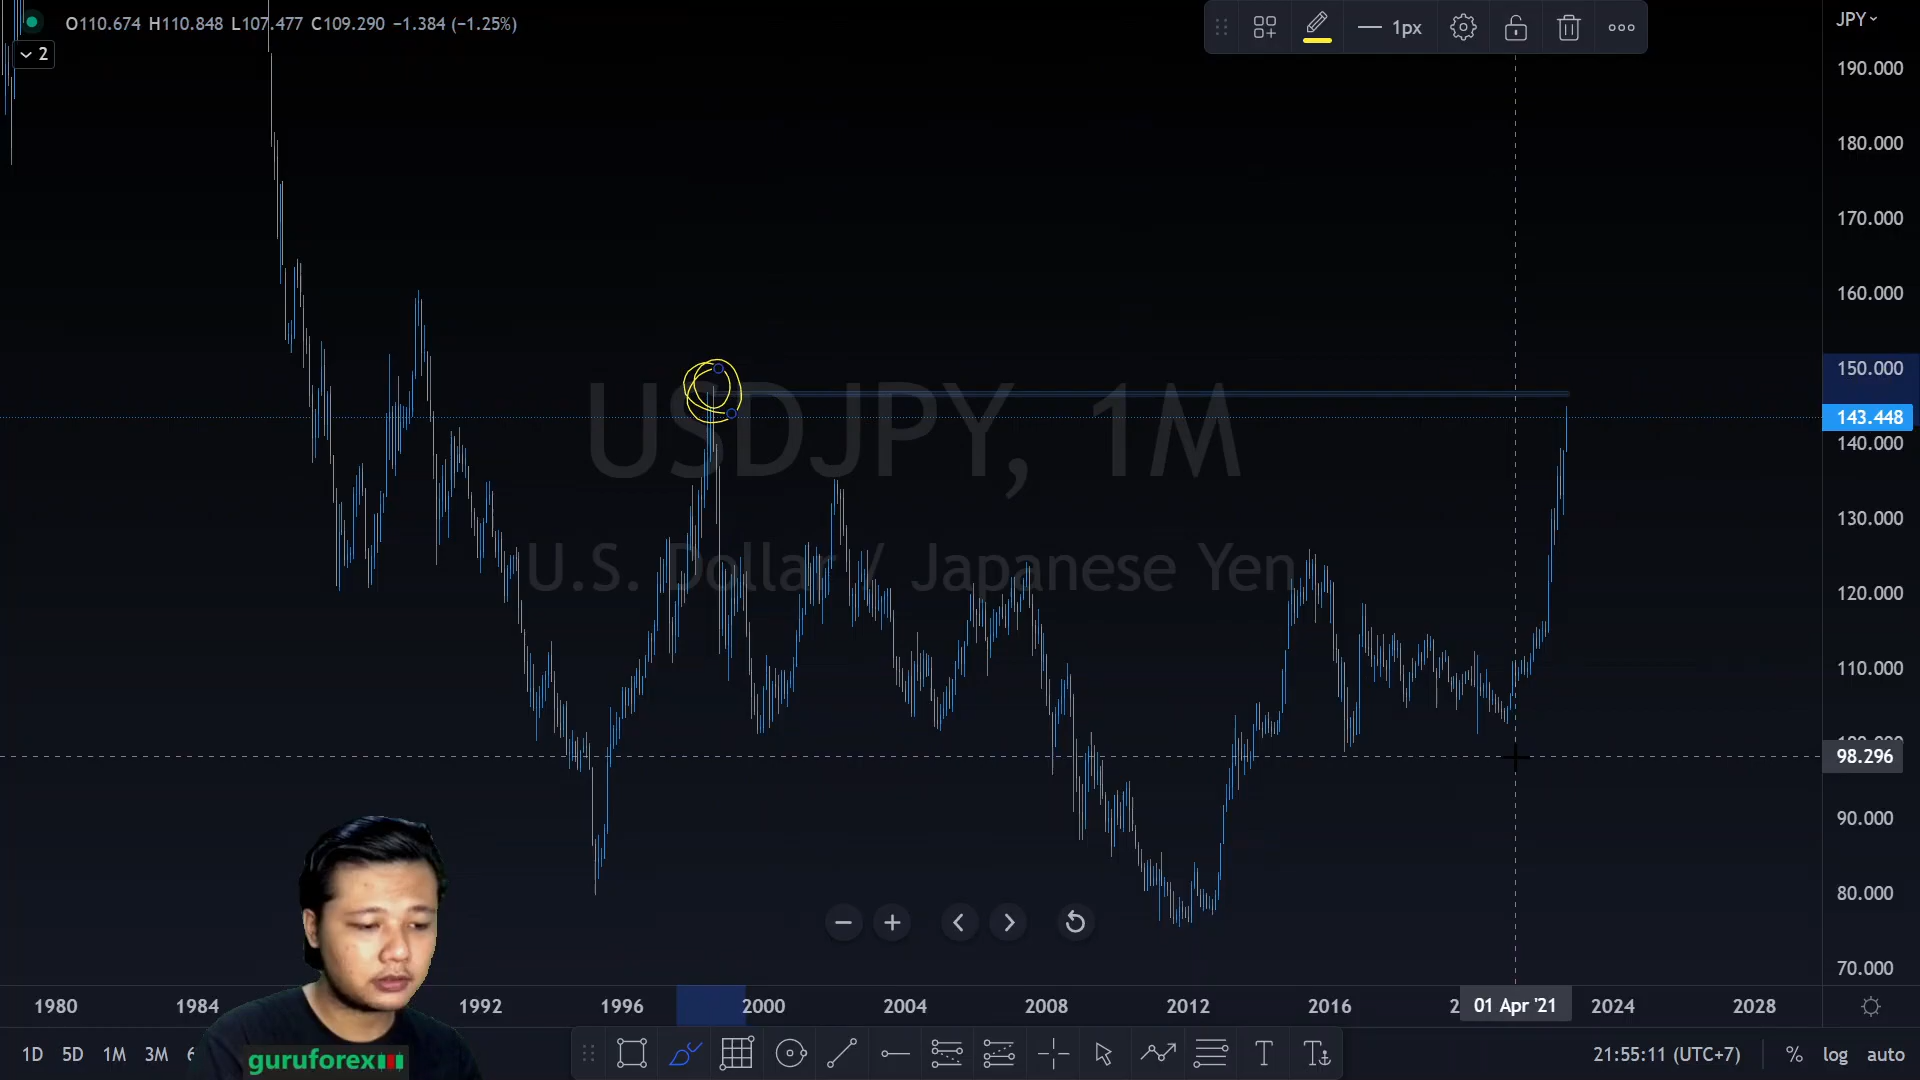 O110.674 H110.848 L107.477 C109.290 −1.384 (−1.25%)
2
1px
JPY
190.000
180.000
170.000
160.000
150.000
143.448
140.000
130.000
120.000
110.000
98.296
90.000
80.000
70.000
USDJPY, 1M
U.S. Dollar / Japanese Yen
1980 1984 1992 1996 2000 2004 2008 2012 2016 01 Apr '21 2024 2028
1D 5D 1M 3M
guruforex
T T
21:55:11 (UTC+7) % log auto